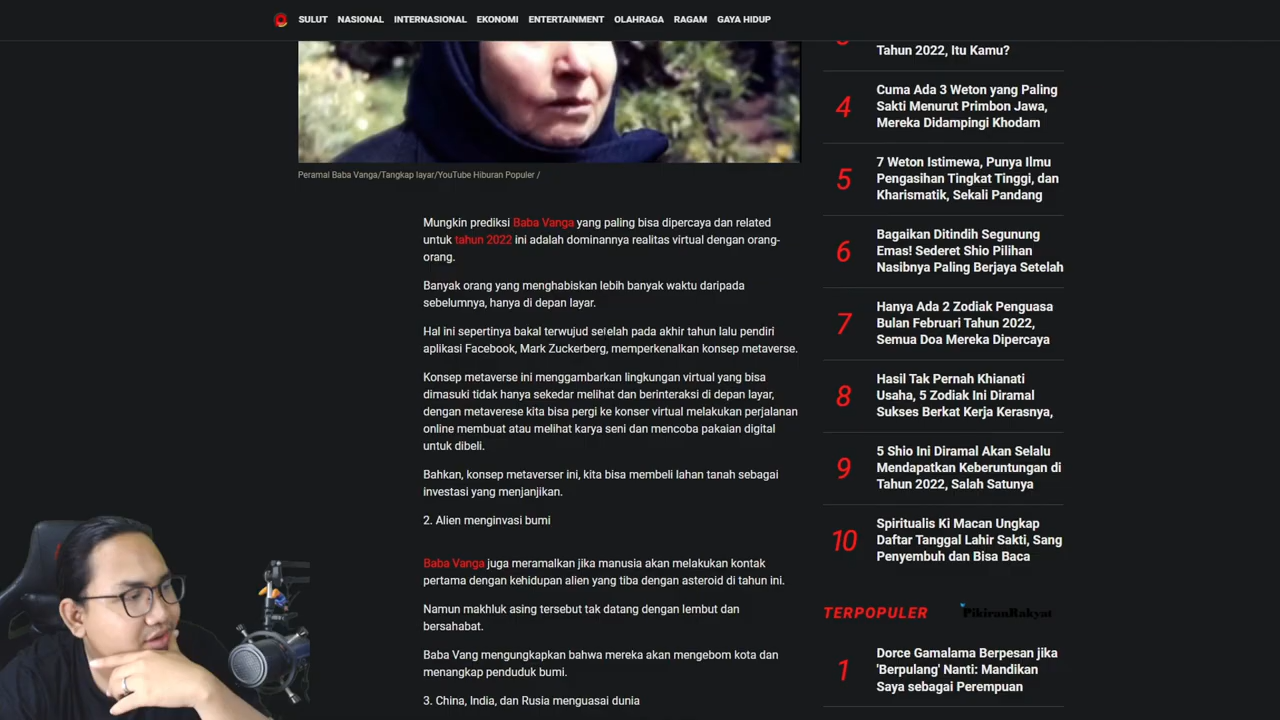 SULUT NASIONAL INTERNASIONAL EKONOMI ENTERTAINMENT OLAHRAGA RAGAM GAYA HIDUP
Peramal Baba Vanga/Tangkap layar/YouTube Hiburan Populer /
Mungkin prediksi Baba Vanga yang paling bisa dipercaya dan related
untuk tahun 2022 ini adalah dominannya realitas virtual dengan orang-
orang.
Banyak orang yang menghabiskan lebih banyak waktu daripada
sebelumnya, hanya di depan layar.
Hal ini sepertinya bakal terwujud setelah pada akhir tahun lalu pendiri
aplikasi Facebook, Mark Zuckerberg, memperkenalkan konsep metaverse.
Konsep metaverse ini menggambarkan lingkungan virtual yang bisa
dimasuki tidak hanya sekedar melihat dan berinteraksi di depan layar,
dengan metaverese kita bisa pergi ke konser virtual melakukan perjalanan
online membuat atau melihat karya seni dan mencoba pakaian digital
untuk dibeli.
Bahkan, konsep metaverser ini, kita bisa membeli lahan tanah sebagai
investasi yang menjanjikan.
2. Alien menginvasi bumi
Baba Vanga juga meramalkan jika manusia akan melakukan kontak
pertama dengan kehidupan alien yang tiba dengan asteroid di tahun ini.
Namun makhluk asing tersebut tak datang dengan lembut dan
bersahabat.
Baba Vang mengungkapkan bahwa mereka akan mengebom kota dan
menangkap penduduk bumi.
3. China, India, dan Rusia menguasai dunia
Tahun 2022, Itu Kamu?
4
Cuma Ada 3 Weton yang Paling
Sakti Menurut Primbon Jawa,
Mereka Didampingi Khodam
5
7 Weton Istimewa, Punya Ilmu
Pengasihan Tingkat Tinggi, dan
Kharismatik, Sekali Pandang
6
Bagaikan Ditindih Segunung
Emas! Sederet Shio Pilihan
Nasibnya Paling Berjaya Setelah
7
Hanya Ada 2 Zodiak Penguasa
Bulan Februari Tahun 2022,
Semua Doa Mereka Dipercaya
8
Hasil Tak Pernah Khianati
Usaha, 5 Zodiak Ini Diramal
Sukses Berkat Kerja Kerasnya,
9
5 Shio Ini Diramal Akan Selalu
Mendapatkan Keberuntungan di
Tahun 2022, Salah Satunya
10
Spiritualis Ki Macan Ungkap
Daftar Tanggal Lahir Sakti, Sang
Penyembuh dan Bisa Baca
TERPOPULER
PikiranRakyat
1
Dorce Gamalama Berpesan jika
'Berpulang' Nanti: Mandikan
Saya sebagai Perempuan